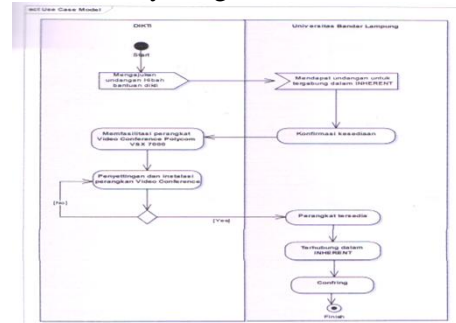 act Use Case Model
DIKTI
Universitas Bandar Lampung
Start
Mengajukan
undangan Hibah
bantuan dikti
Mendapat undangan untuk
tergabung dalam
INHERENT
Konfirmasi kesediaan
Memfasilitasi perangkat
Video Conference Polycom
VSX 7000
Penyettingan dan instalasi
perangkan Video Conference
[No]
[Yes]
Perangkat tersedia
Terhubung dalam
INHERENT
Confring
Finish